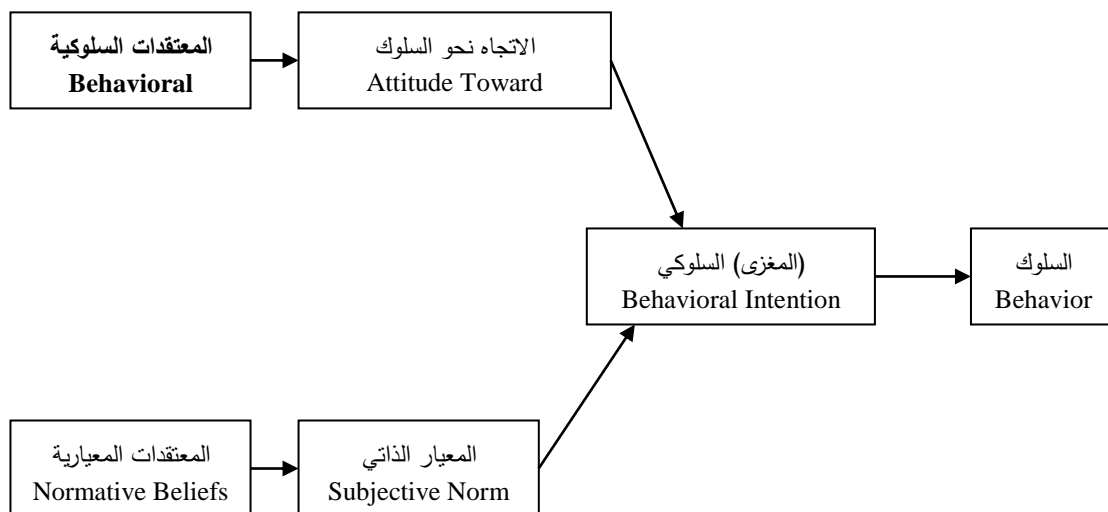 المعتقدات السلوكية
Behavioral
الاتجاه نحو السلوك
Attitude Toward
(المغزى) السلوكي
Behavioral Intention
السلوك
Behavior
المعتقدات المعيارية
Normative Beliefs
المعيار الذاتي
Subjective Norm